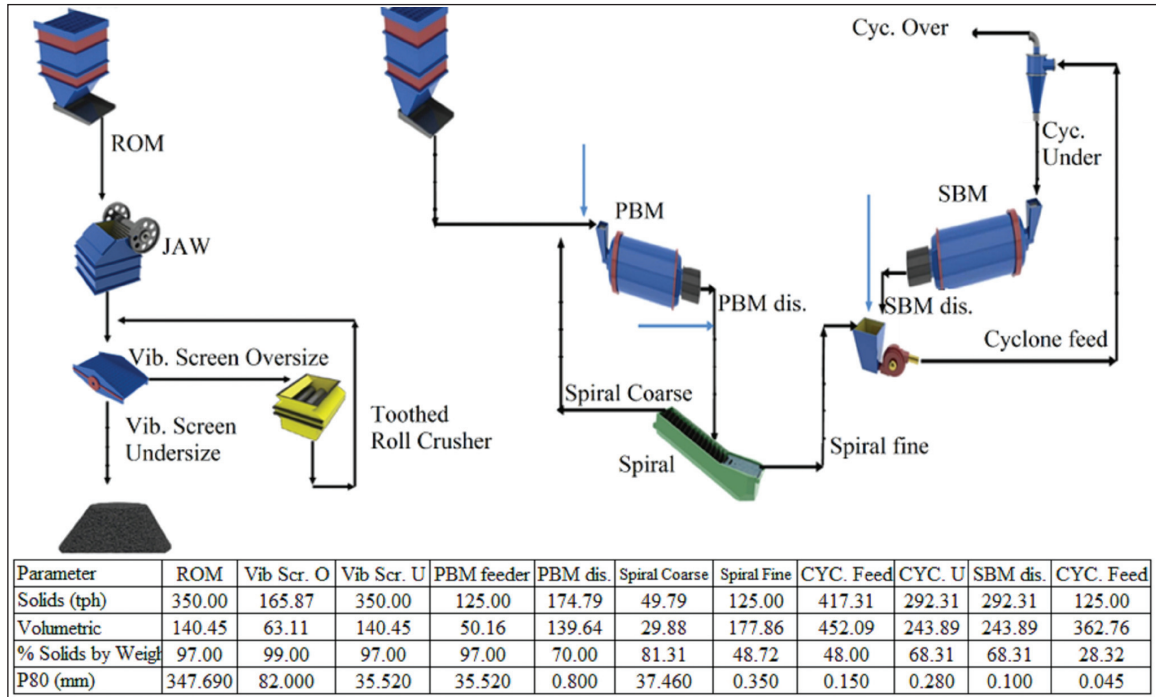 Cyc. Over
ROM
Cyc.
Under
PBM
SBM
JAW
PBM dis.
SBM dis.
Cyclone feed
Vib. Screen Oversize
Spiral Coarse
Vib. Screen
Undersize
Toothed
Roll Crusher
Spiral
Spiral fine
Parameter ROM Vib Scr. O Vib Scr. U PBM feeder PBM dis. Spiral Coarse Spiral Fine CYC. Feed CYC. U SBM dis. CYC. Feed
Solids (tph) 350.00 165.87 350.00 125.00 174.79 49.79 125.00 417.31 292.31 292.31 125.00
Volumetric 140.45 63.11 140.45 50.16 139.64 29.88 177.86 452.09 243.89 243.89 362.76
% Solids by Weigh 97.00 99.00 97.00 97.00 70.00 81.31 48.72 48.00 68.31 68.31 28.32
P80 (mm) 347.690 82.000 35.520 35.520 0.800 37.460 0.350 0.150 0.280 0.100 0.045